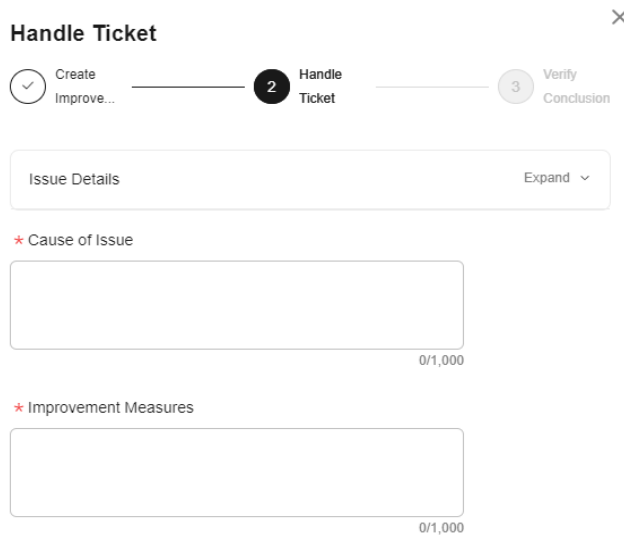 Handle Ticket
Create
Improve...
2
Handle
Ticket
3
Verify
Conclusion
Issue Details
Expand
* Cause of Issue
0/1,000
* Improvement Measures
0/1,000